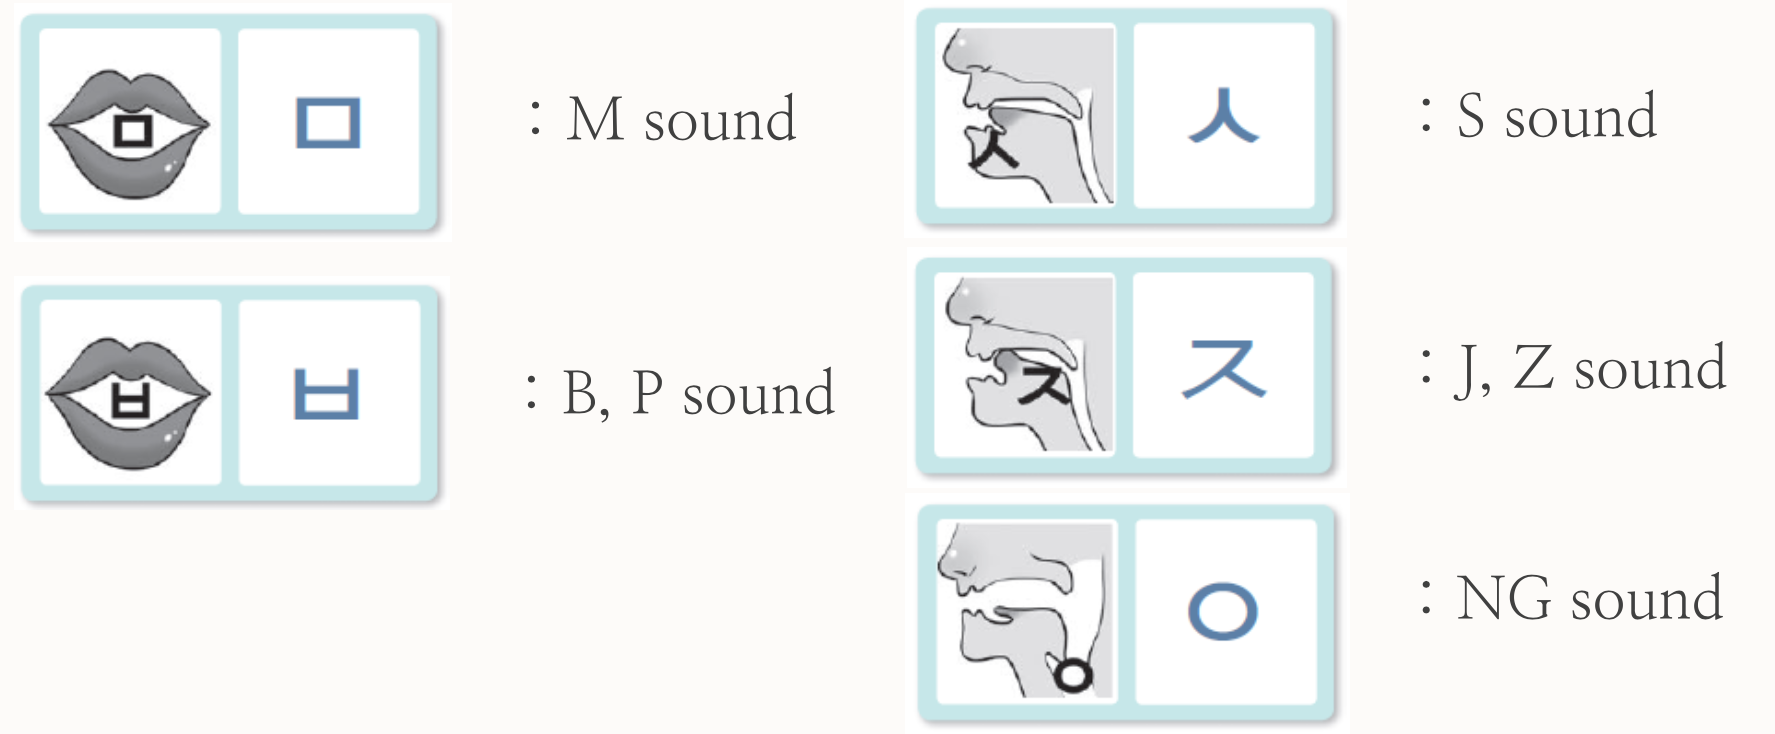 ㅁ ㅁ : M sound
ㅂ ㅂ : B, P sound
ㅅ ㅅ : S sound
ㅈ ㅈ : J, Z sound
ㅇ ㅇ : NG sound